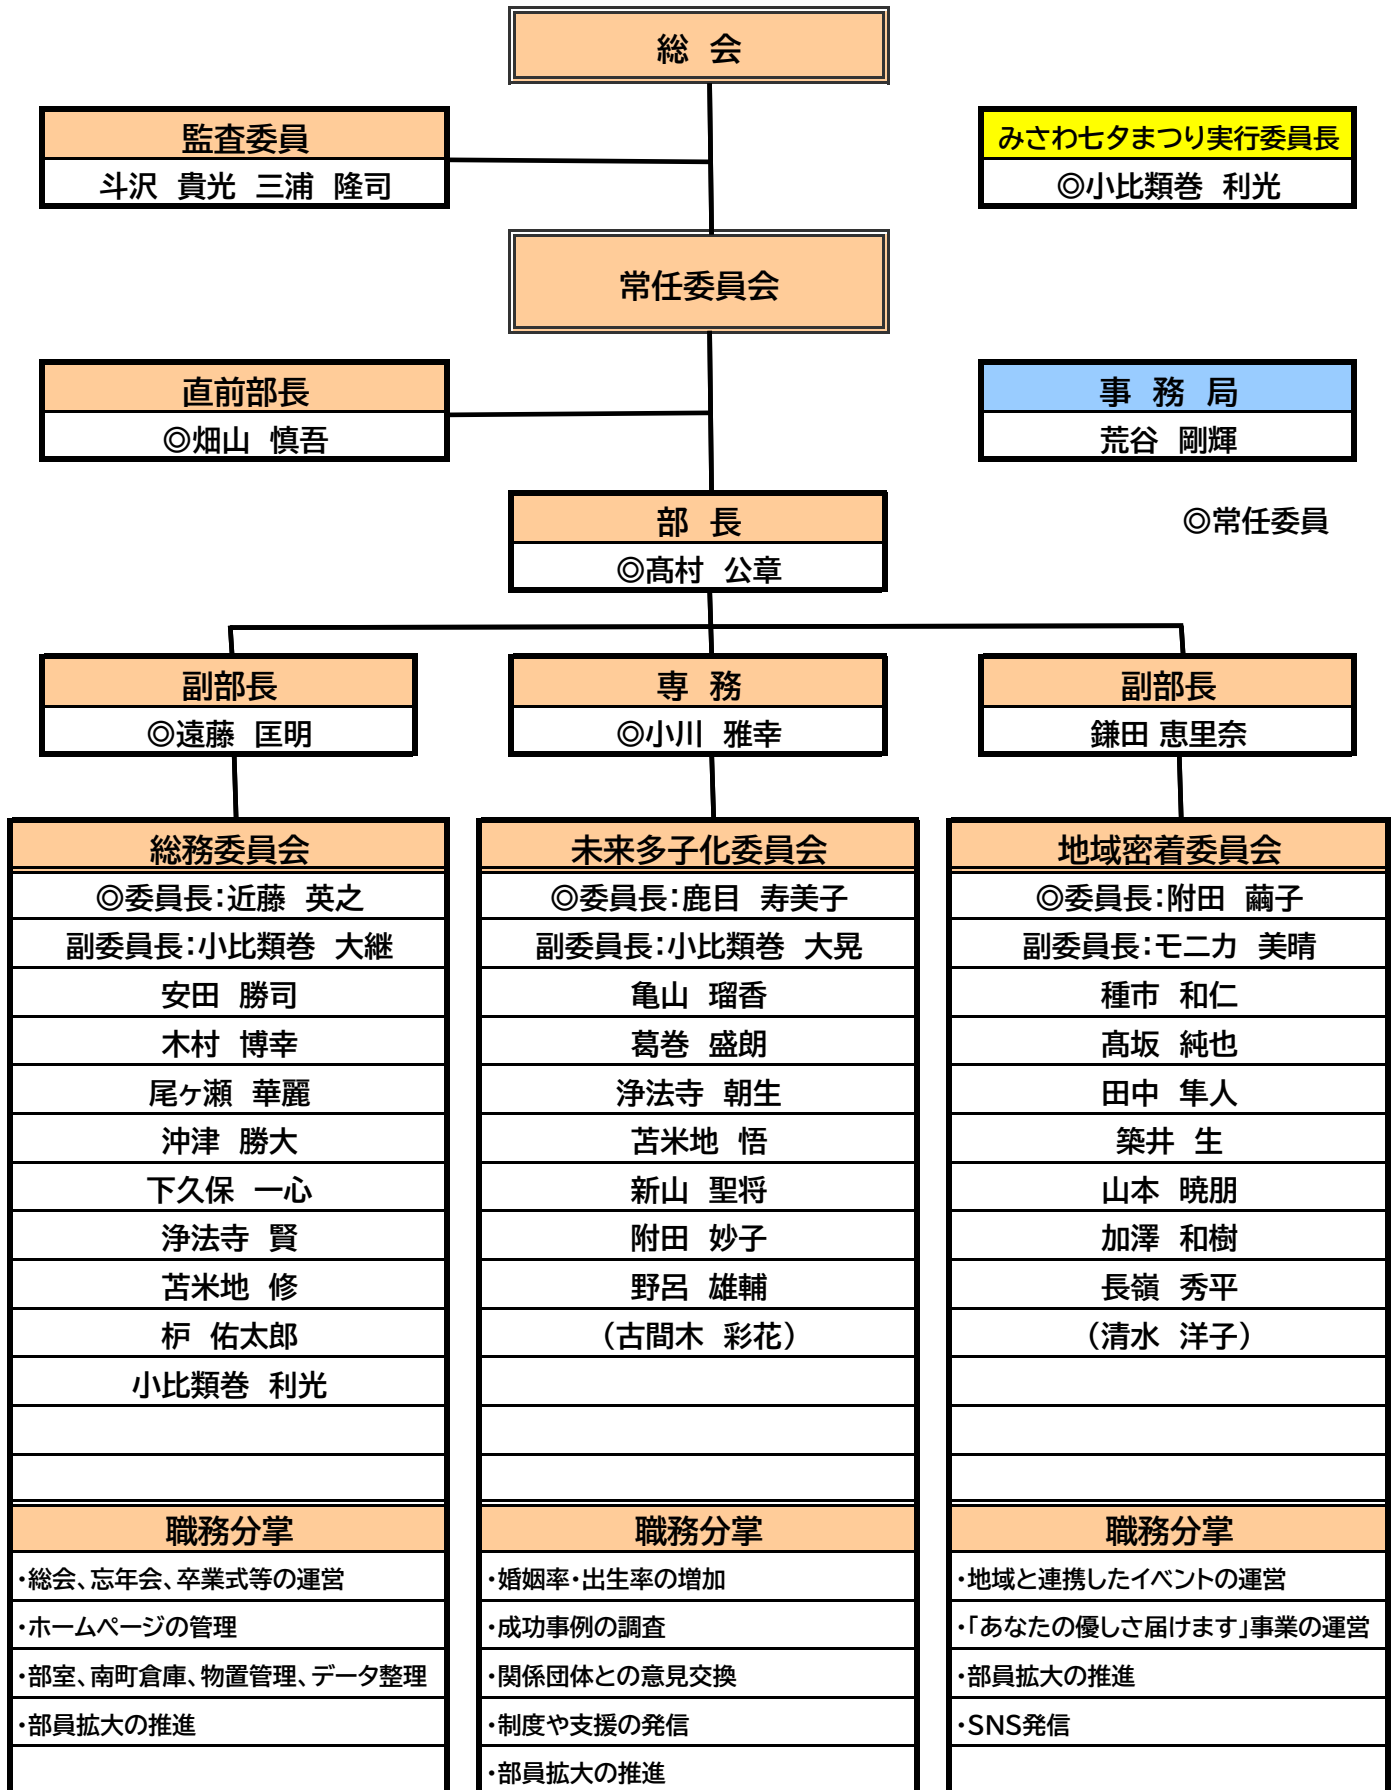 総 会
監査委員
斗沢 貴光 三浦 隆司
みさわ七夕まつり実行委員長
◎小比類巻 利光
常任委員会
直前部長
◎畑山 慎吾
事 務 局
荒谷 剛輝
部 長
◎髙村 公章
◎常任委員
副部長
◎遠藤 匡明
専 務
◎小川 雅幸
副部長
鎌田 恵里奈
総務委員会
◎委員長：近藤 英之
副委員長：小比類巻 大継
安田 勝司
木村 博幸
尾ヶ瀬 華麗
沖津 勝大
下久保 一心
浄法寺 賢
苫米地 修
枦 佑太郎
小比類巻 利光
職務分掌
・総会、忘年会、卒業式等の運営
・ホームページの管理
・部室、南町倉庫、物置管理、データ整理
・部員拡大の推進
未来多子化委員会
◎委員長：鹿目 寿美子
副委員長：小比類巻 大晃
亀山 瑠香
葛巻 盛朗
浄法寺 朝生
苫米地 悟
新山 聖将
附田 妙子
野呂 雄輔
（古間木 彩花）
職務分掌
・婚姻率・出生率の増加
・成功事例の調査
・関係団体との意見交換
・制度や支援の発信
・部員拡大の推進
地域密着委員会
◎委員長：附田 繭子
副委員長：モニカ 美晴
種市 和仁
髙坂 純也
田中 隼人
築井 生
山本 暁朋
加澤 和樹
長嶺 秀平
（清水 洋子）
職務分掌
・地域と連携したイベントの運営
・「あなたの優しさ届けます」事業の運営
・部員拡大の推進
・SNS発信